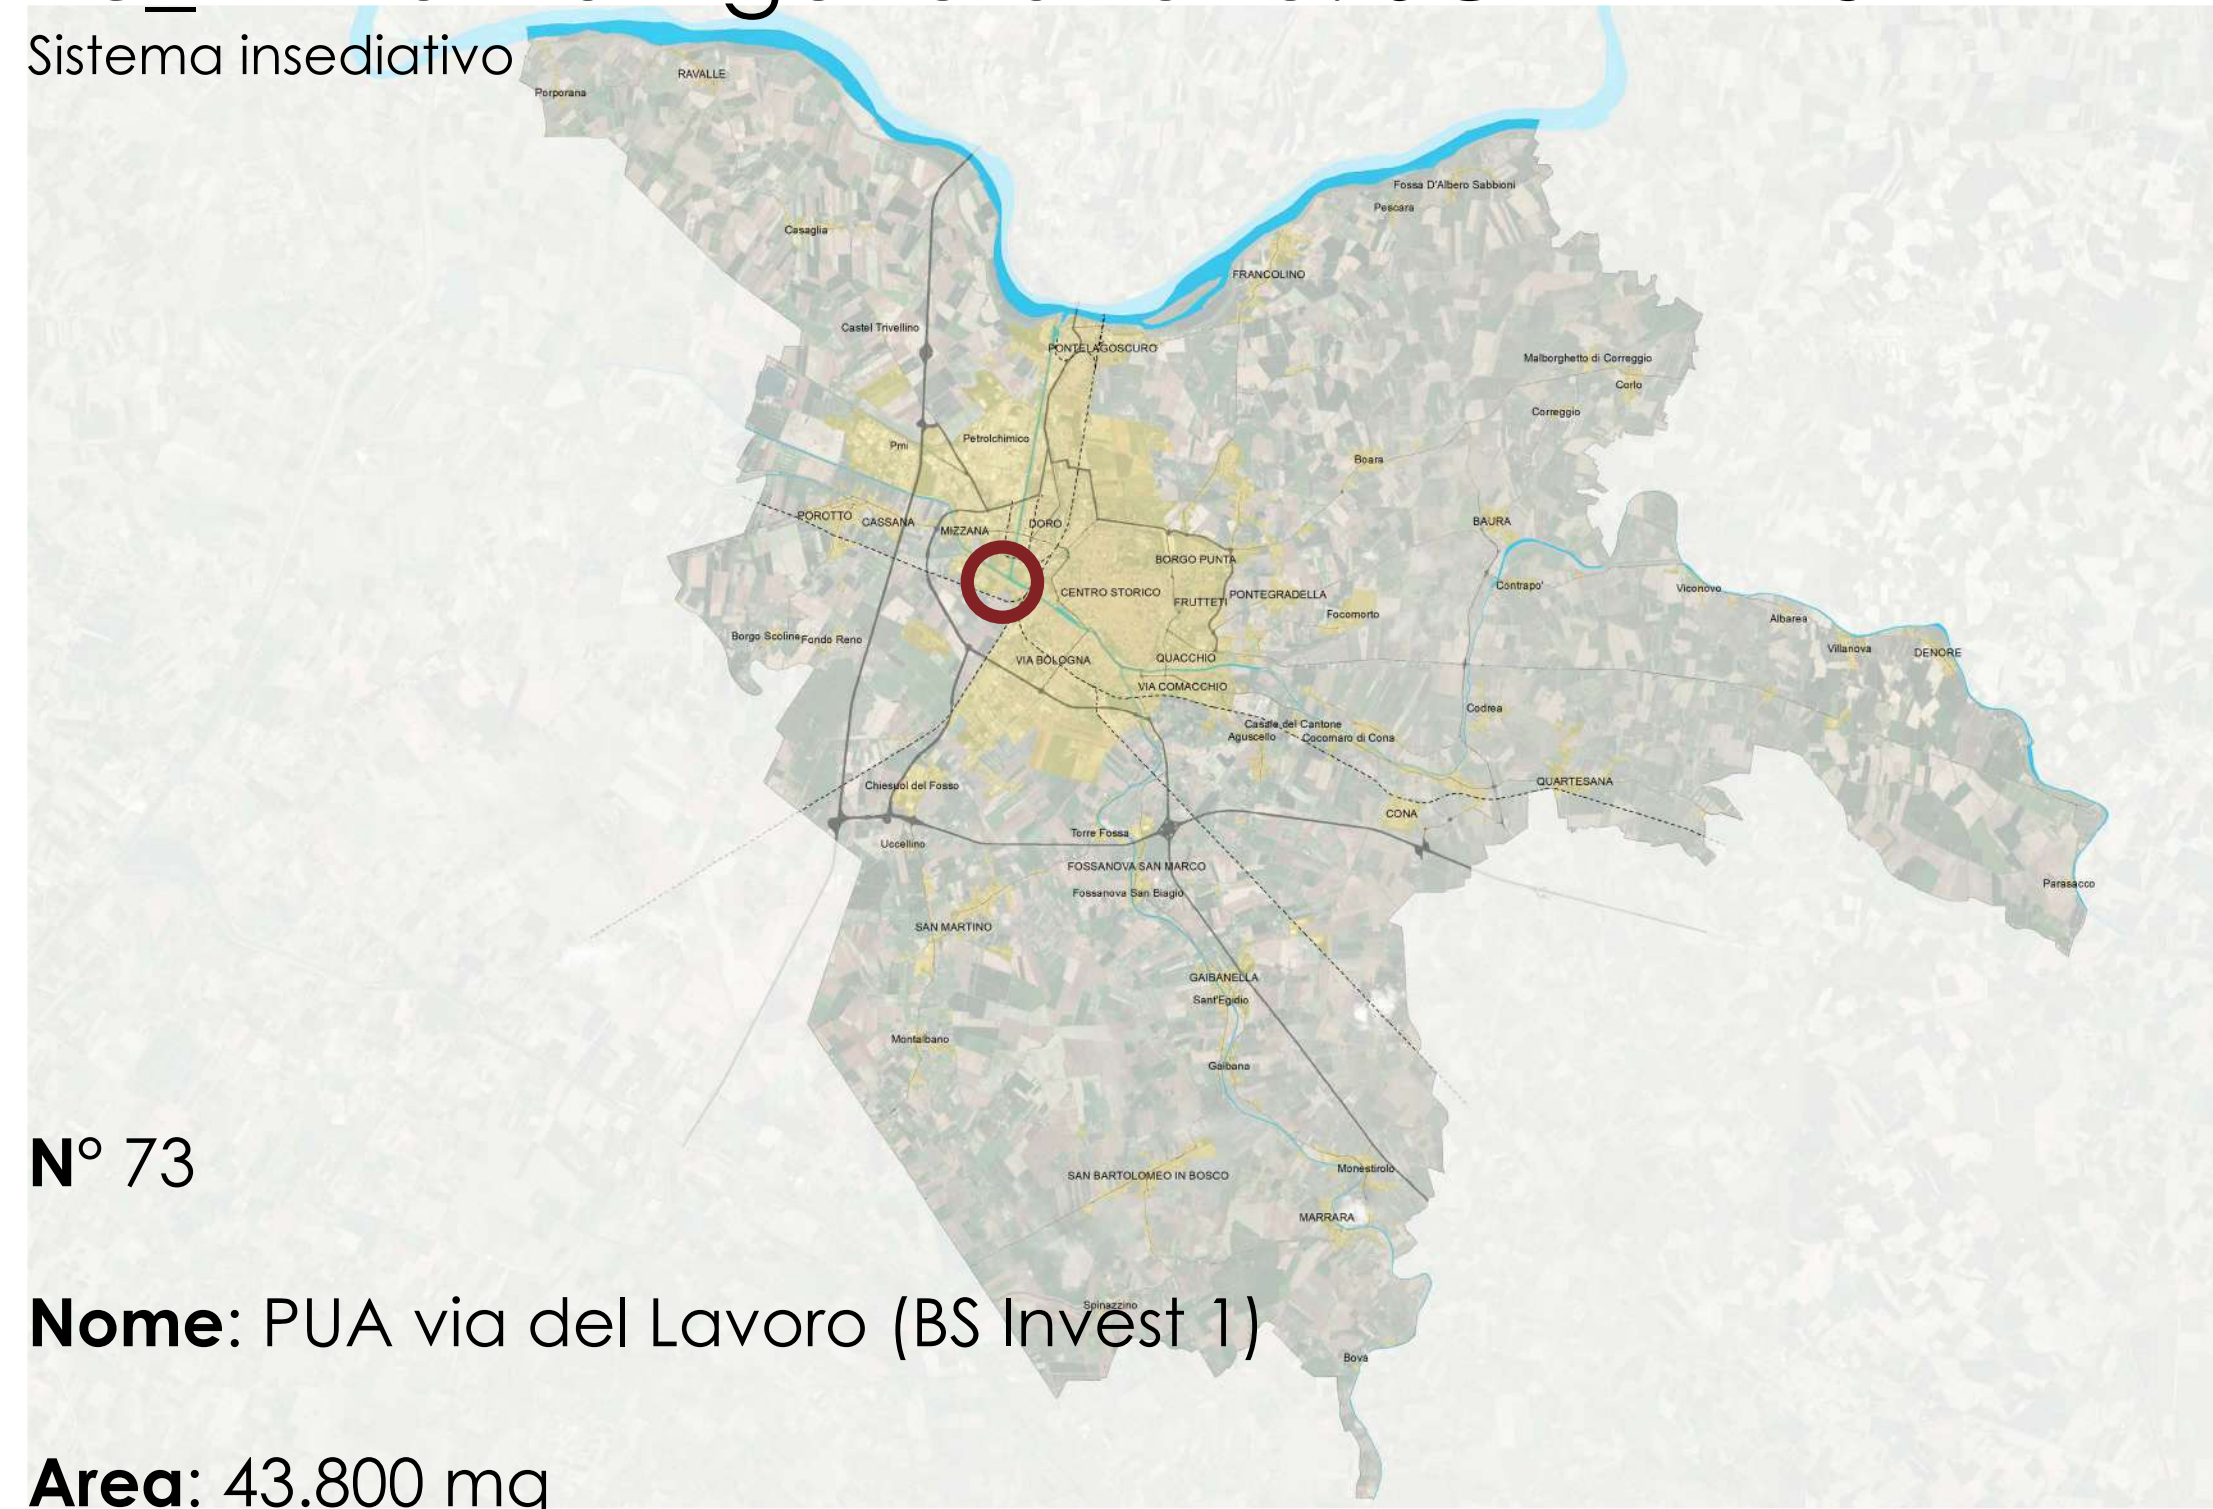 Sistema insediativo
RAVALLE
Porporana
Fossa D'Albero Sabbioni
Pescara
Casaglia
FRANCOLINO
Castel Trivellino
PONTELAGOSCURO
Malborghetto di Correggio
Corlo
Correggio
Petrolchimico
Pmi
Boara
POROTTO
CASSANA
MIZZANA
DORO
BAURA
BORGO PUNTA
CENTRO STORICO
FRUTTETI
PONTEGRADELLA
Contrapo'
Viconovo
Focomorto
Albarea
Borgo Scoline
Fondo Reno
Villanova
DENORE
VIA BOLOGNA
QUACCHIO
VIA COMACCHIO
Codrea
Casale del Cantone
Aguscello
Cocomaro di Cona
Chiesuol del Fosso
QUARTESANA
CONA
Torre Fossa
Uccellino
FOSSANOVA SAN MARCO
Fossanova San Biagio
Parasacco
SAN MARTINO
GAIBANELLA
Sant'Egidio
Montalbano
Gaibana
N° 73
SAN BARTOLOMEO IN BOSCO
Monestirolo
MARRARA
Spinazzino
Nome: PUA via del Lavoro (BS Invest 1)
Bova
Area: 43.800 mq